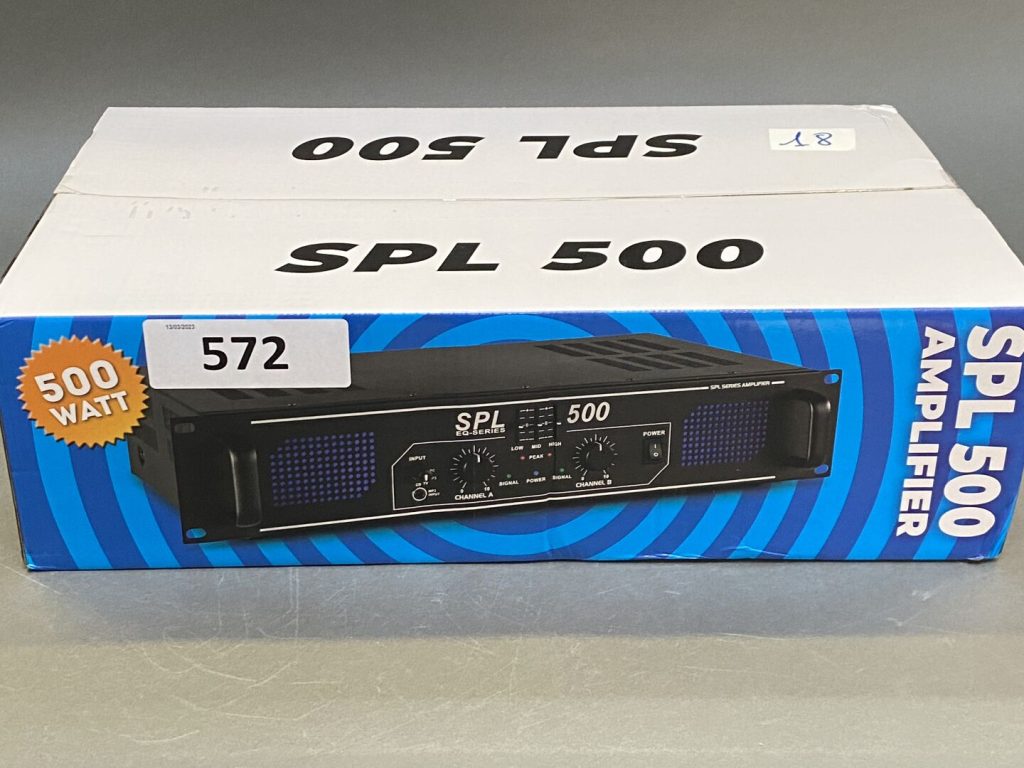 SPL 500
18
SPL 500
13/03/2023
572
500
WATT
SPL SERIES AMPLIFIER
SPL 500
EQ-SERIES
LOW MID HIGH
PEAK
POWER
INPUT
SIGNAL POWER SIGNAL
CHANNEL A
CHANNEL B
SPL 500
AMPLIFIER